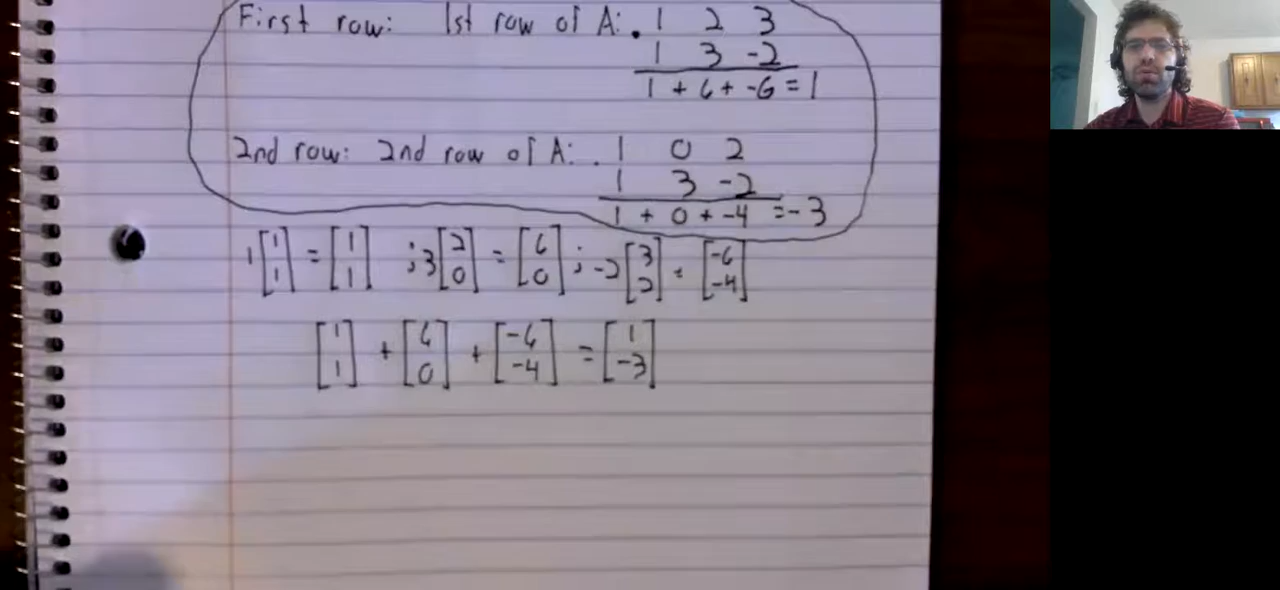 First row: 1st row of A: . 1 2 3
1 3 -2
1 + 6 + -6 = 1
2nd row: 2nd row of A: . 1 0 2
1 3 -2
1 + 0 + -4 = -3
1 [1 1] = [1 1] ; 3 [2 0] = [6 0] ; -2 [3 2] = [-6 -4]
[1 1] + [6 0] + [-6 -4] = [1 -3]